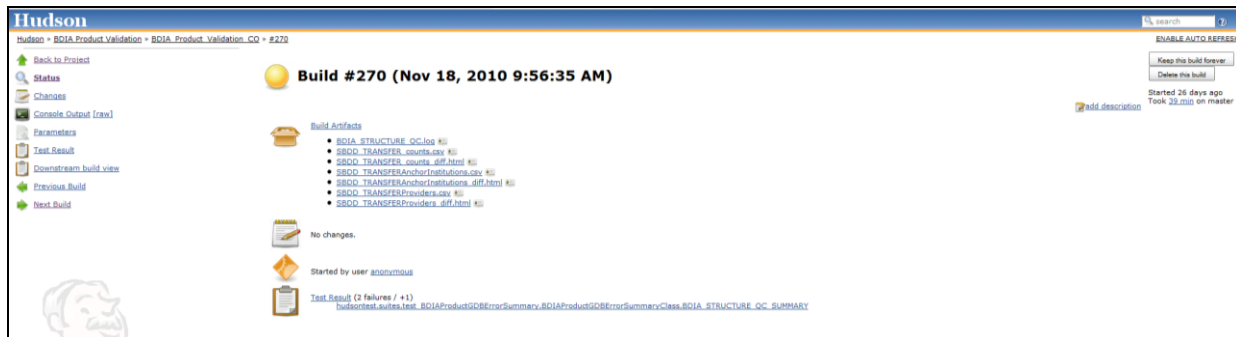 Hudson
search
Hudson » BDIA Product Validation » BDIA_Product_Validation_CO » #270
ENABLE AUTO REFRESH
Back to Project
Status
Changes
Console Output [raw]
Parameters
Test Result
Downstream build view
Previous Build
Next Build
Build #270 (Nov 18, 2010 9:56:35 AM)
Keep this build forever
Delete this build
Started 26 days ago
Took 39 min on master
add description
Build Artifacts
BDIA_STRUCTURE_QC.log
SBDD_TRANSFER_counts.csv
SBDD_TRANSFER_counts_diff.html
SBDD_TRANSFERAnchorInstitutions.csv
SBDD_TRANSFERAnchorInstitutions_diff.html
SBDD_TRANSFERProviders.csv
SBDD_TRANSFERProviders_diff.html
No changes.
Started by user anonymous
Test Result (2 failures / +1)
hudsontest.suites.test_BDIAProductGDBErrorSummary.BDIAProductGDBErrorSummaryClass.BDIA_STRUCTURE_QC_SUMMARY